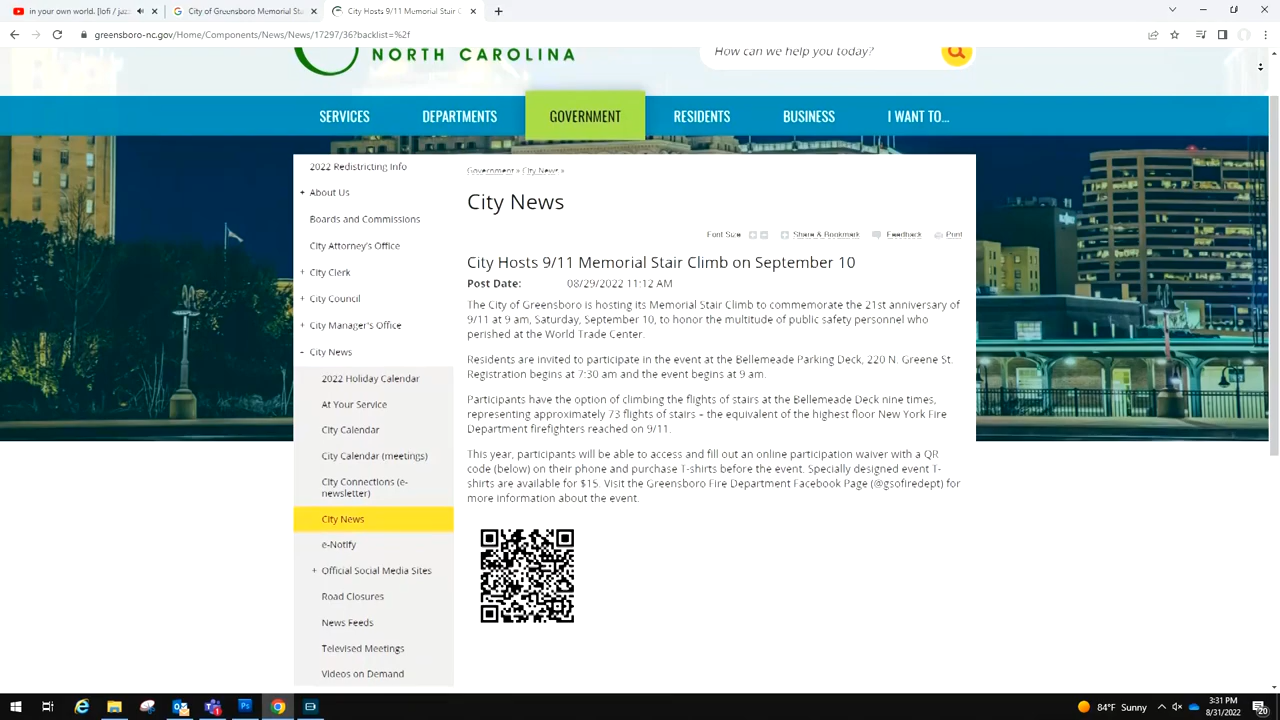 in your own world. [lofi / jazz
City of Greensboro Memorial Sta
City Hosts 9/11 Memorial Stair C
greensboro-nc.gov/Home/Components/News/News/17297/36?backlist=%2f
NORTH CAROLINA
How can we help you today?
SERVICES
DEPARTMENTS
GOVERNMENT
RESIDENTS
BUSINESS
I WANT TO...
2022 Redistricting Info
+ About Us
Boards and Commissions
City Attorney's Office
+ City Clerk
+ City Council
+ City Manager's Office
- City News
2022 Holiday Calendar
At Your Service
City Calendar
City Calendar (meetings)
City Connections (e-
newsletter)
City News
e-Notify
+ Official Social Media Sites
Road Closures
News Feeds
Televised Meetings
Videos on Demand
Government » City News »
City News
Font Size:
Share & Bookmark
Feedback
Print
City Hosts 9/11 Memorial Stair Climb on September 10
Post Date: 08/29/2022 11:12 AM
The City of Greensboro is hosting its Memorial Stair Climb to commemorate the 21st anniversary of
9/11 at 9 am, Saturday, September 10, to honor the multitude of public safety personnel who
perished at the World Trade Center.
Residents are invited to participate in the event at the Bellemeade Parking Deck, 220 N. Greene St.
Registration begins at 7:30 am and the event begins at 9 am.
Participants have the option of climbing the flights of stairs at the Bellemeade Deck nine times,
representing approximately 73 flights of stairs – the equivalent of the highest floor New York Fire
Department firefighters reached on 9/11.
This year, participants will be able to access and fill out an online participation waiver with a QR
code (below) on their phone and purchase T-shirts before the event. Specially designed event T-
shirts are available for $15. Visit the Greensboro Fire Department Facebook Page (@gsofiredept) for
more information about the event.
84°F Sunny
3:31 PM
8/31/2022
20